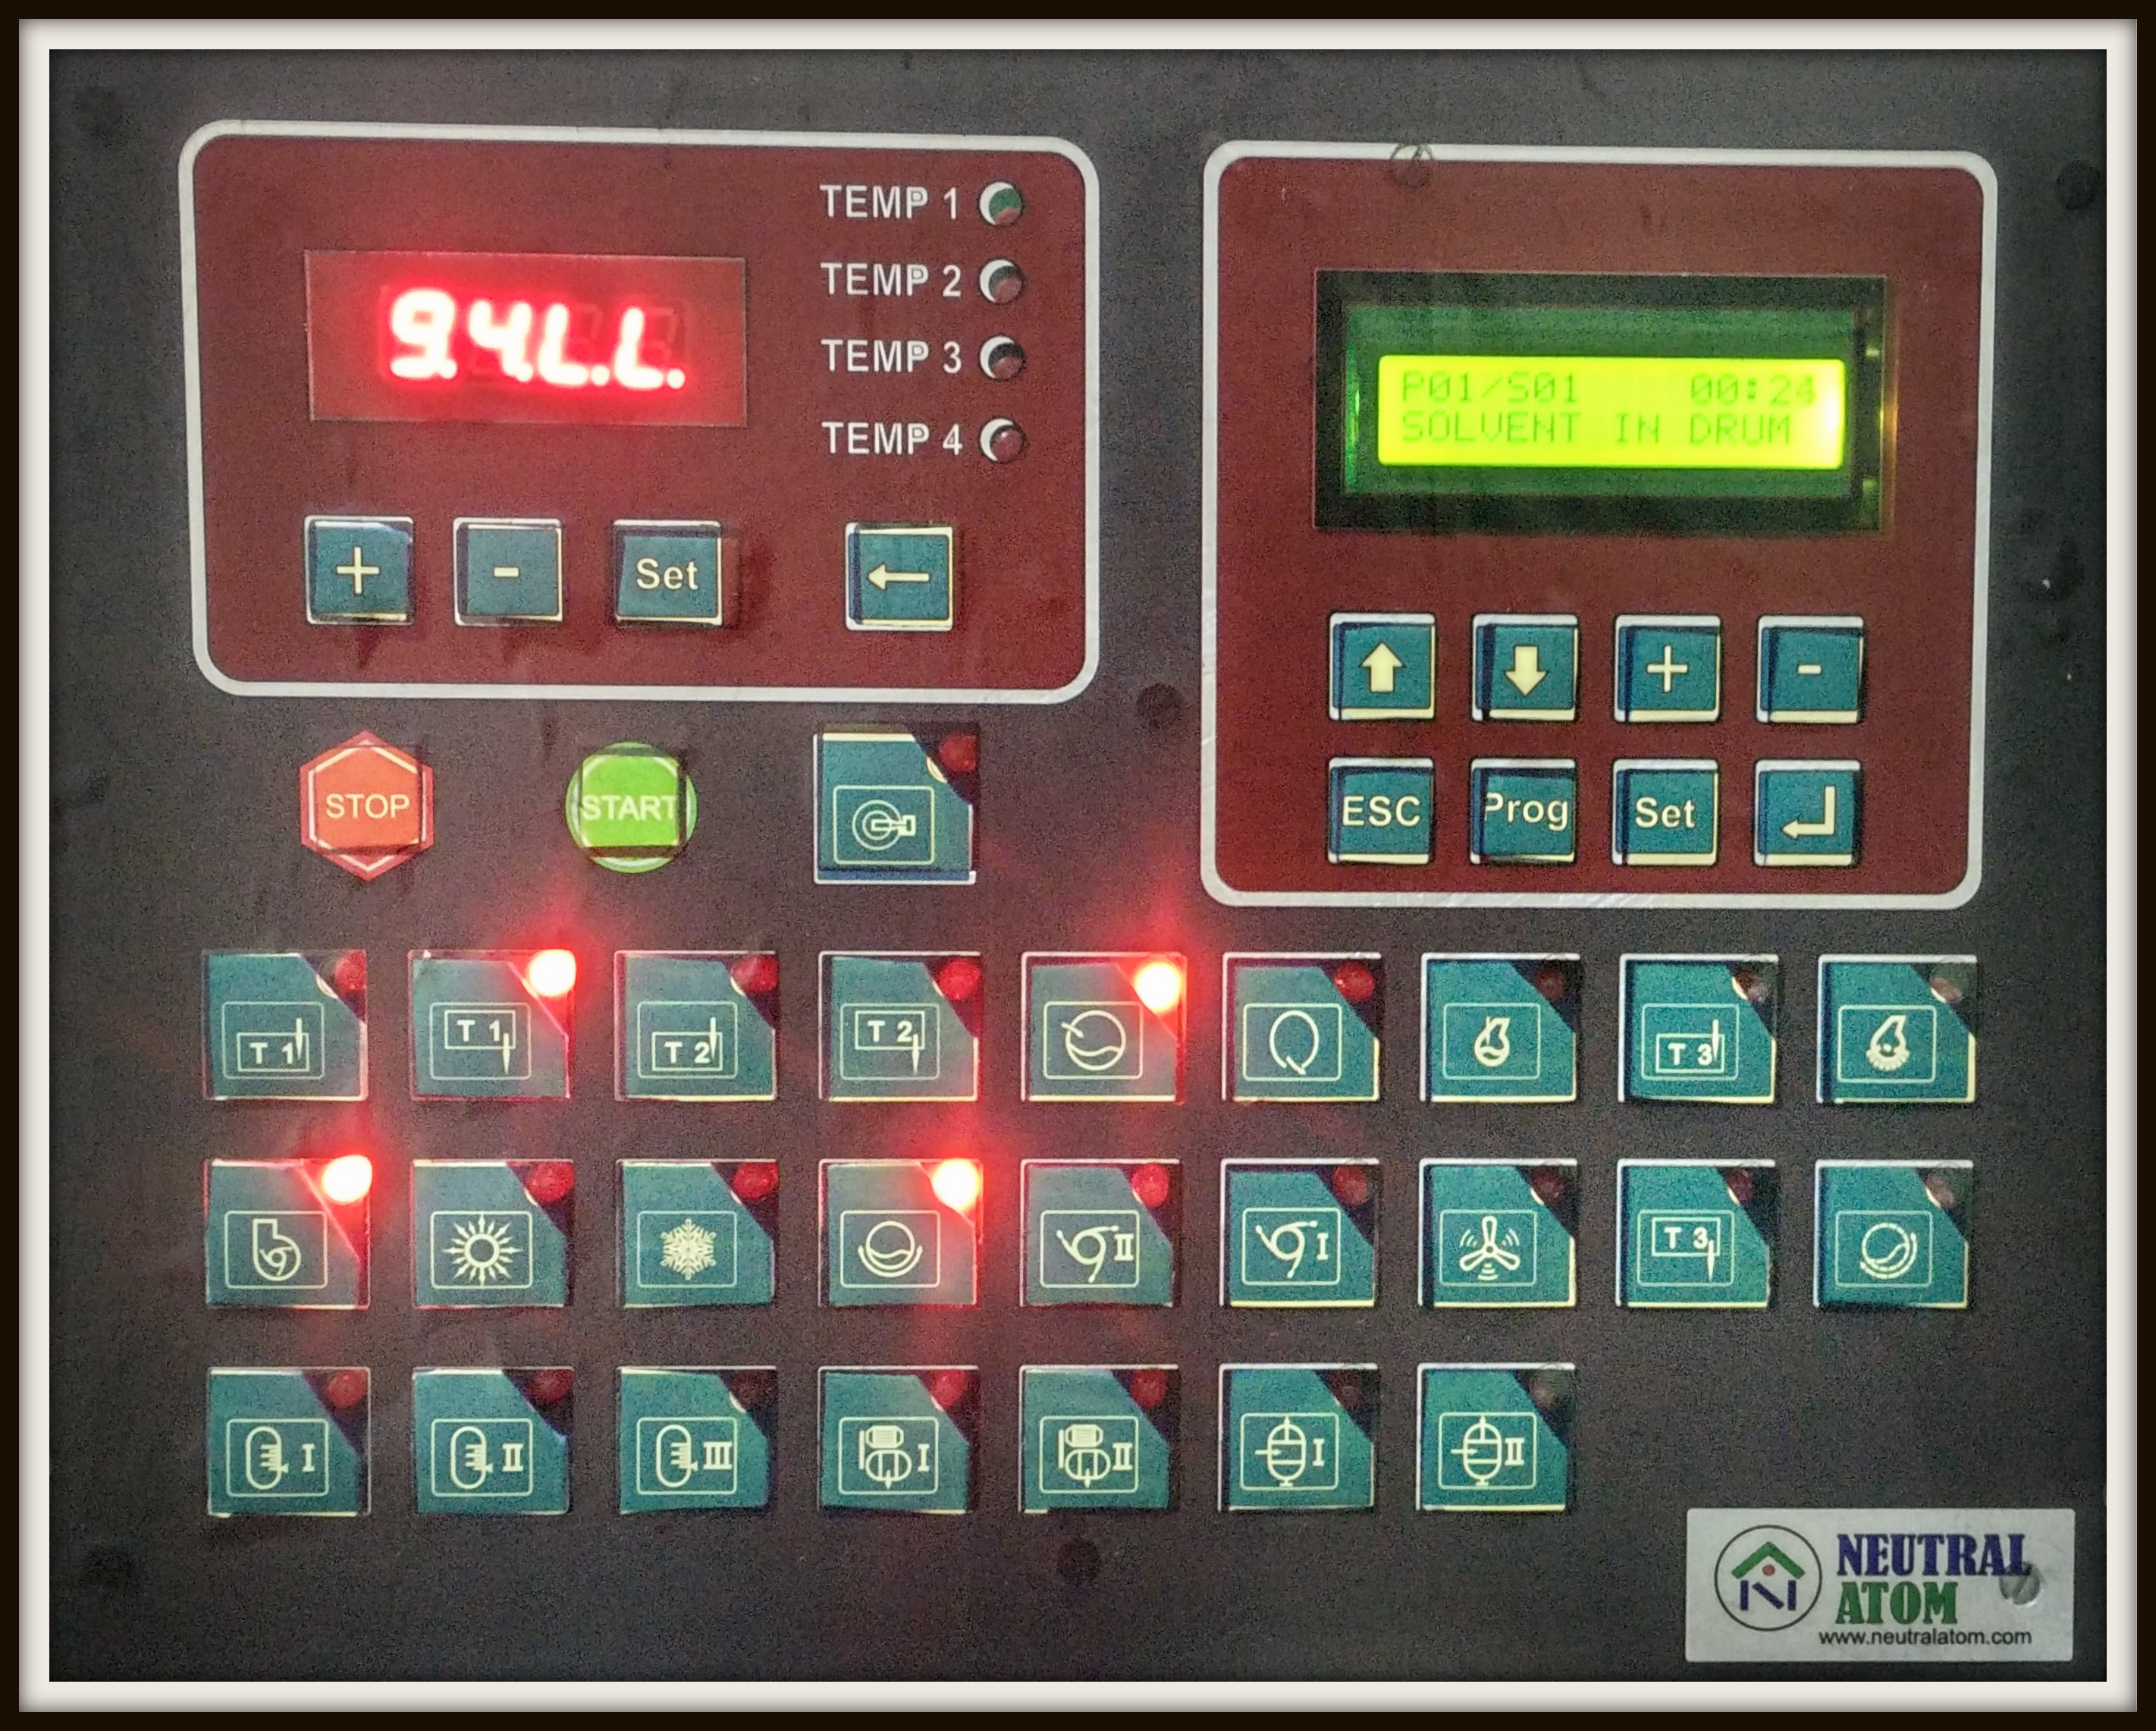 TEMP 1
TEMP 2
9.4.L.L.
TEMP 3
TEMP 4
+
-
Set
P01/S01 00:24
SOLVENT IN DRUM
+
-
ESC
Prog
Set
STOP
START
T 1
T 1
T 2
T 2
T 3
II
I
T 3
I
II
III
I
II
I
II
NEUTRAL
ATOM
www.neutralatom.com